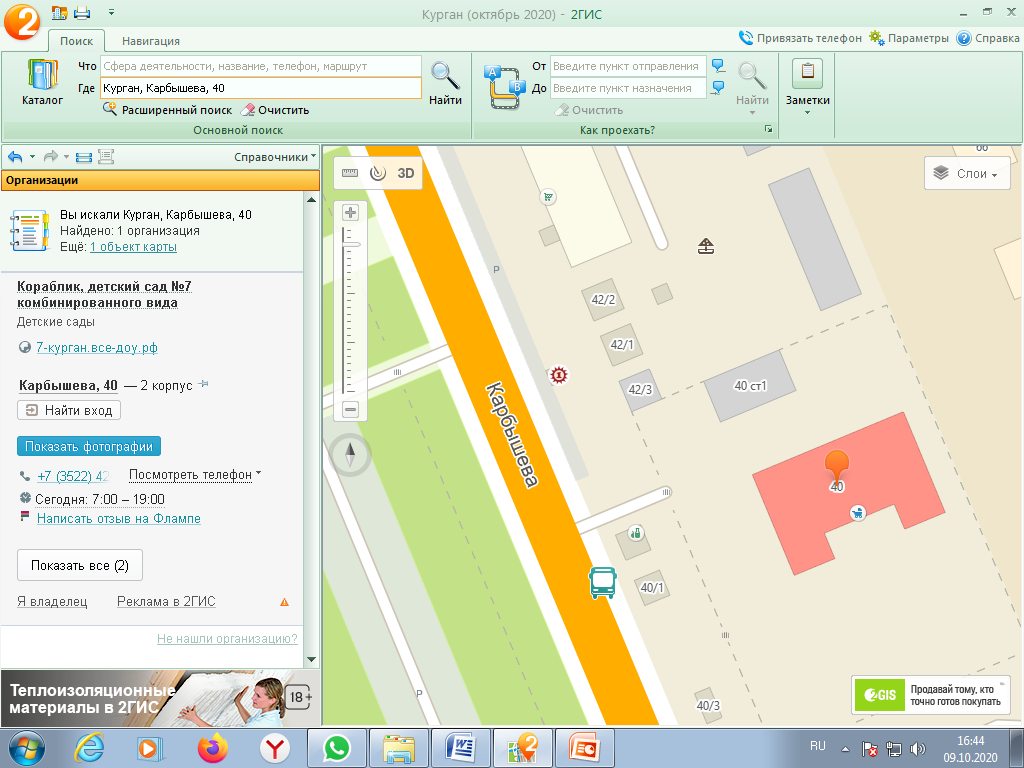 Курган (октябрь 2020) - 2ГИС
Поиск
Навигация
Привязать телефон
Параметры
Справка
Каталог
Что
Сфера деятельности, название, телефон, маршрут
Где
Курган, Карбышева, 40
Расширенный поиск
Очистить
Найти
Основной поиск
От
Введите пункт отправления
До
Введите пункт назначения
Очистить
Найти
Как проехать?
Заметки
Справочники
Организации
Вы искали Курган, Карбышева, 40
Найдено: 1 организация
Ещё: 1 объект карты
Кораблик, детский сад №7
комбинированного вида
Детские сады
7-курган.все-доу.рф
Карбышева, 40 — 2 корпус
Найти вход
Показать фотографии
+7 (3522) 42
Посмотреть телефон
Сегодня: 7:00 – 19:00
Написать отзыв на Флампе
Показать все (2)
Я владелец
Реклама в 2ГИС
Не нашли организацию?
Теплоизоляционные
материалы в 2ГИС
18+
3D
Слои
P
42/2
42/1
42/3
40 ст1
Карбышева
40
40/1
40/3
P
2GIS
Продавай тому, кто
точно готов покупать
RU
16:44
09.10.2020